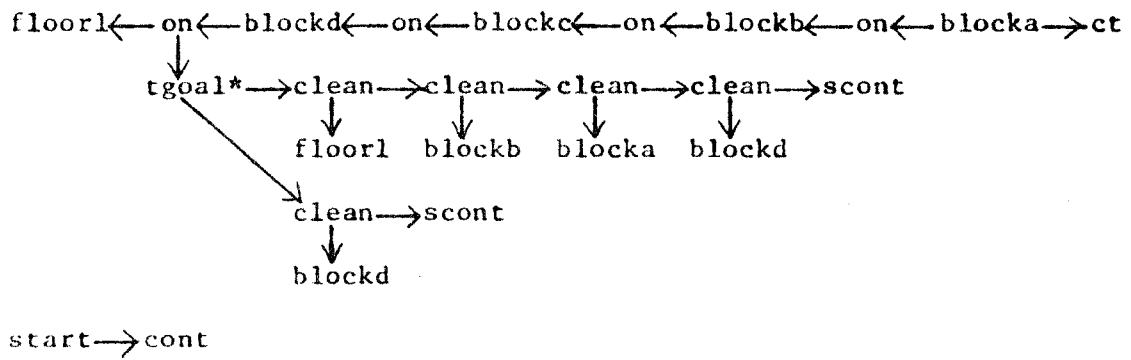 floorl← on ← blockd ← on ← blockc ← on ← blockb ← on ← blocka → ct
tgoal* → clean → clean → clean → clean → scont
floorl blockb blocka blockd
clean → scont
blockd
start → cont